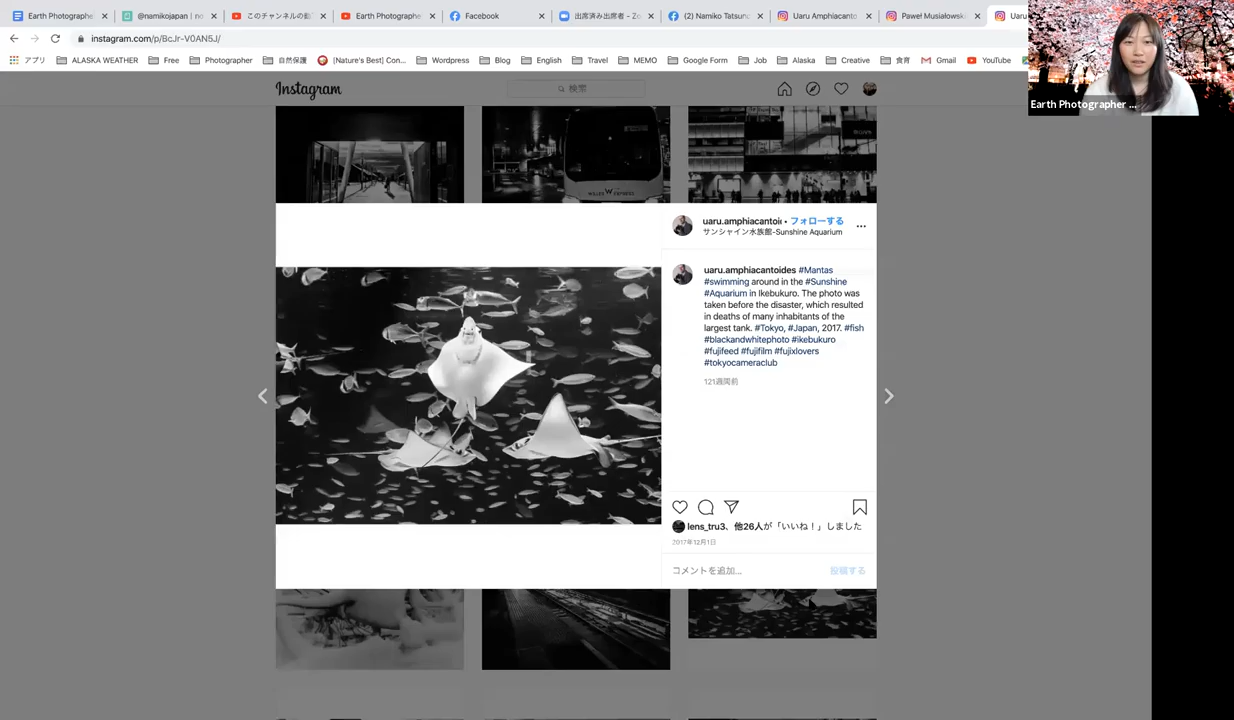 Earth Photographe
@namikojapan | no
このチャンネルの動
Earth Photographe
Facebook
出席済み出席者 - Zo
(2) Namiko Tatsun
Uaru Amphiacanto
Paweł Musiałowsk
Uaru
instagram.com/p/BcJr-V0AN5J/
アプリ
ALASKA WEATHER
Free
Photographer
自然保護
[Nature's Best] Con...
Wordpress
Blog
English
Travel
MEMO
Google Form
Job
Alaska
Creative
食育
Gmail
YouTube
Earth Photographer ...
Instagram
検索
WILLER EXPRESS
uaru.amphiacantoi • フォローする
サンシャイン水族館-Sunshine Aquarium
uaru.amphiacantoides #Mantas
#swimming around in the #Sunshine
#Aquarium in Ikebukuro. The photo was
taken before the disaster, which resulted
in deaths of many inhabitants of the
largest tank. #Tokyo, #Japan, 2017. #fish
#blackandwhitephoto #ikebukuro
#fujifeed #fujifilm #fujixlovers
#tokyocameraclub
121週間前
lens_tru3、他26人が「いいね！」しました
2017年12月1日
コメントを追加...
投稿する